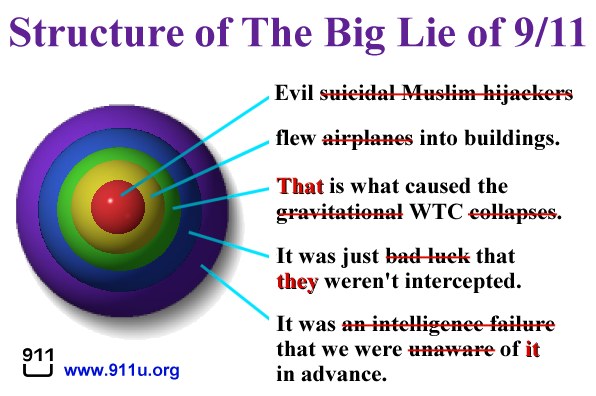 Structure of The Big Lie of 9/11
Evil suicidal Muslim hijackers
flew airplanes into buildings.
That is what caused the
gravitational WTC collapses.
It was just bad luck that
they weren't intercepted.
It was an intelligence failure
that we were unaware of it
in advance.
911
www.911u.org